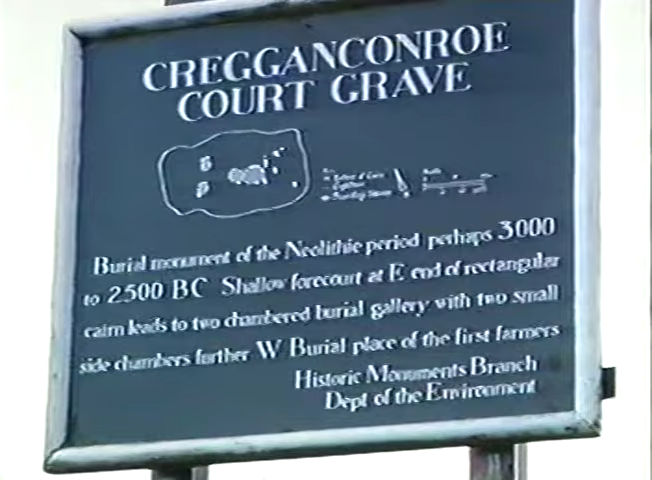 CREGGANCONROE
COURT GRAVE
Burial monument of the Neolithic period perhaps 3000
to 2500 BC Shallow forecourt at E end of rectangular
cairn leads to two chambered burial gallery with two small
side chambers further W Burial place of the first farmers
Historic Monuments Branch
Dept of the Environment